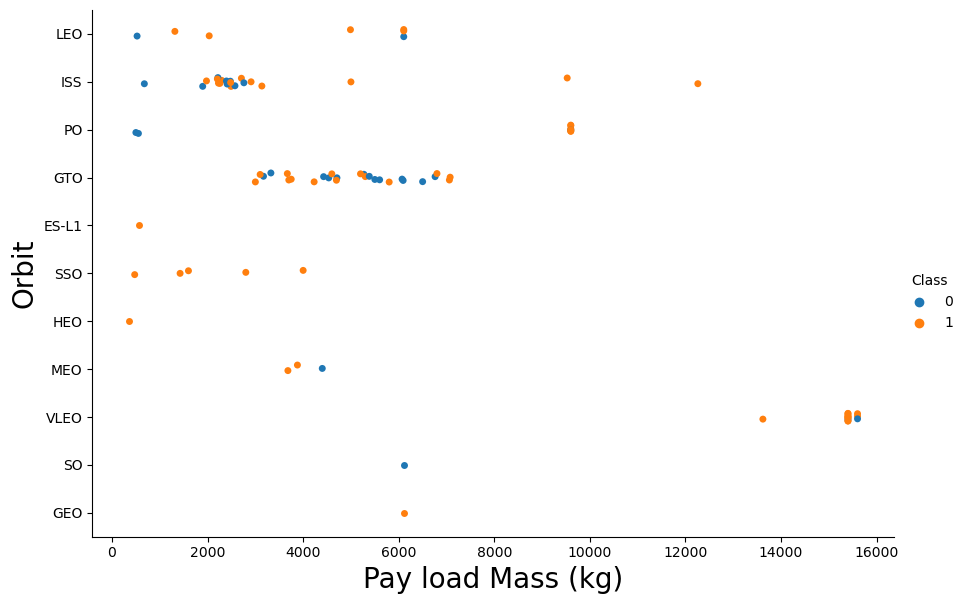 LEO
ISS
PO
GTO
ES-L1
SSO
HEO
MEO
VLEO
SO
GEO
Orbit
0 2000 4000 6000 8000 10000 12000 14000 16000
Pay load Mass (kg)
Class
0
1